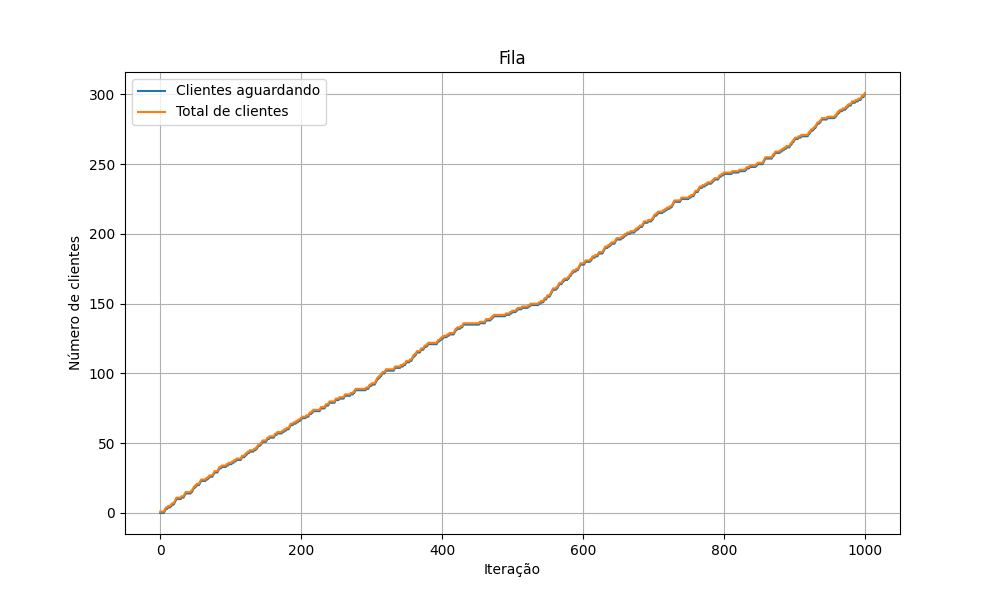 Fila
Clientes aguardando
Total de clientes
300
250
200
150
100
50
0
Número de clientes
0 200 400 600 800 1000
Iteração